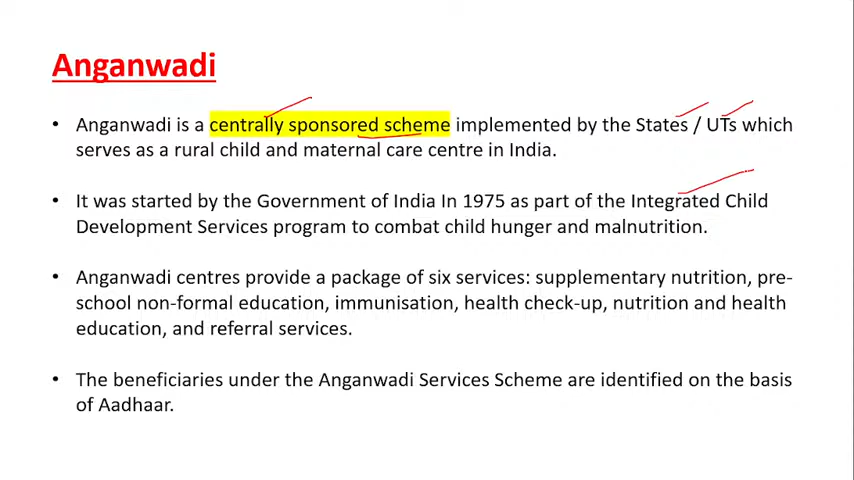 Anganwadi
• Anganwadi is a centrally sponsored scheme implemented by the States / UTs which
serves as a rural child and maternal care centre in India.
• It was started by the Government of India In 1975 as part of the Integrated Child
Development Services program to combat child hunger and malnutrition.
• Anganwadi centres provide a package of six services: supplementary nutrition, pre-
school non-formal education, immunisation, health check-up, nutrition and health
education, and referral services.
• The beneficiaries under the Anganwadi Services Scheme are identified on the basis
of Aadhaar.